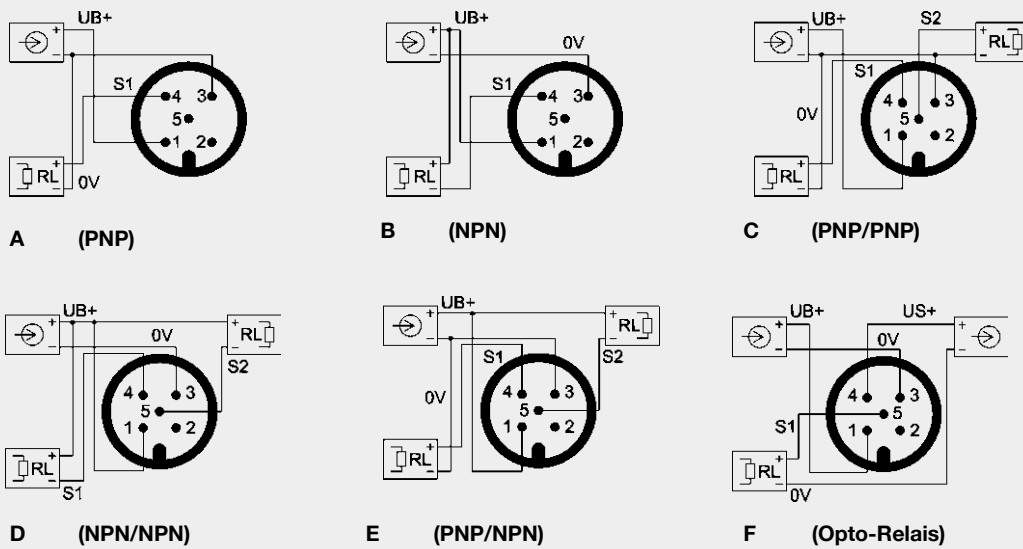 UB+
+
−
S1
4 3
5
1 2
+
RL
−
0V
A (PNP)
UB+
+
−
0V
S1
4 3
5
1 2
+
RL
−
B (NPN)
UB+
S2
+
−
+
RL
−
S1
4 3
0V
5
1 2
+
RL
−
C (PNP/PNP)
UB+
+
−
0V
+
RL
−
S2
4 3
5
1 2
+
RL
−
S1
D (NPN/NPN)
UB+
+
−
+
RL
−
S1
S2
4 3
0V
5
1 2
+
RL
−
E (PNP/NPN)
UB+
US+
+
−
0V
+
−
4 3
5
S1
1 2
+
RL
−
0V
F (Opto-Relais)